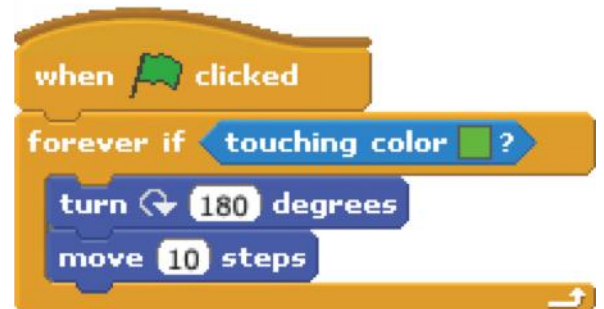 when clicked
forever if touching color ?
turn 180 degrees
move 10 steps